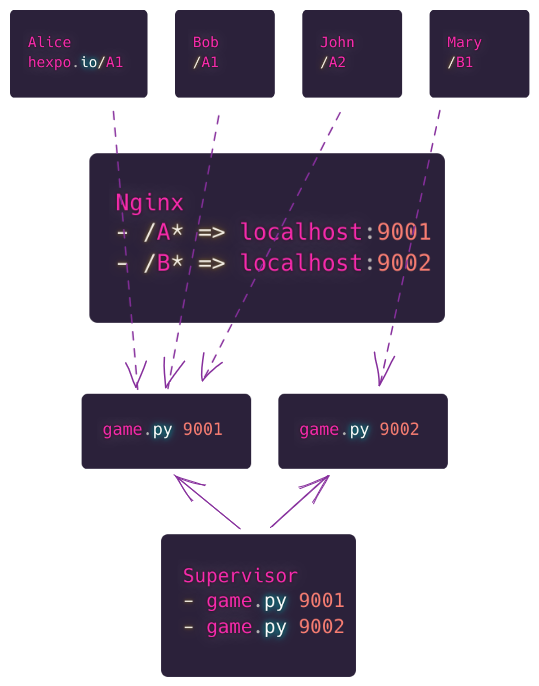 Alice
hexpo.io/A1
Bob
/A1
John
/A2
Mary
/B1
Nginx
- /A* => localhost:9001
- /B* => localhost:9002
game.py 9001
game.py 9002
Supervisor
- game.py 9001
- game.py 9002